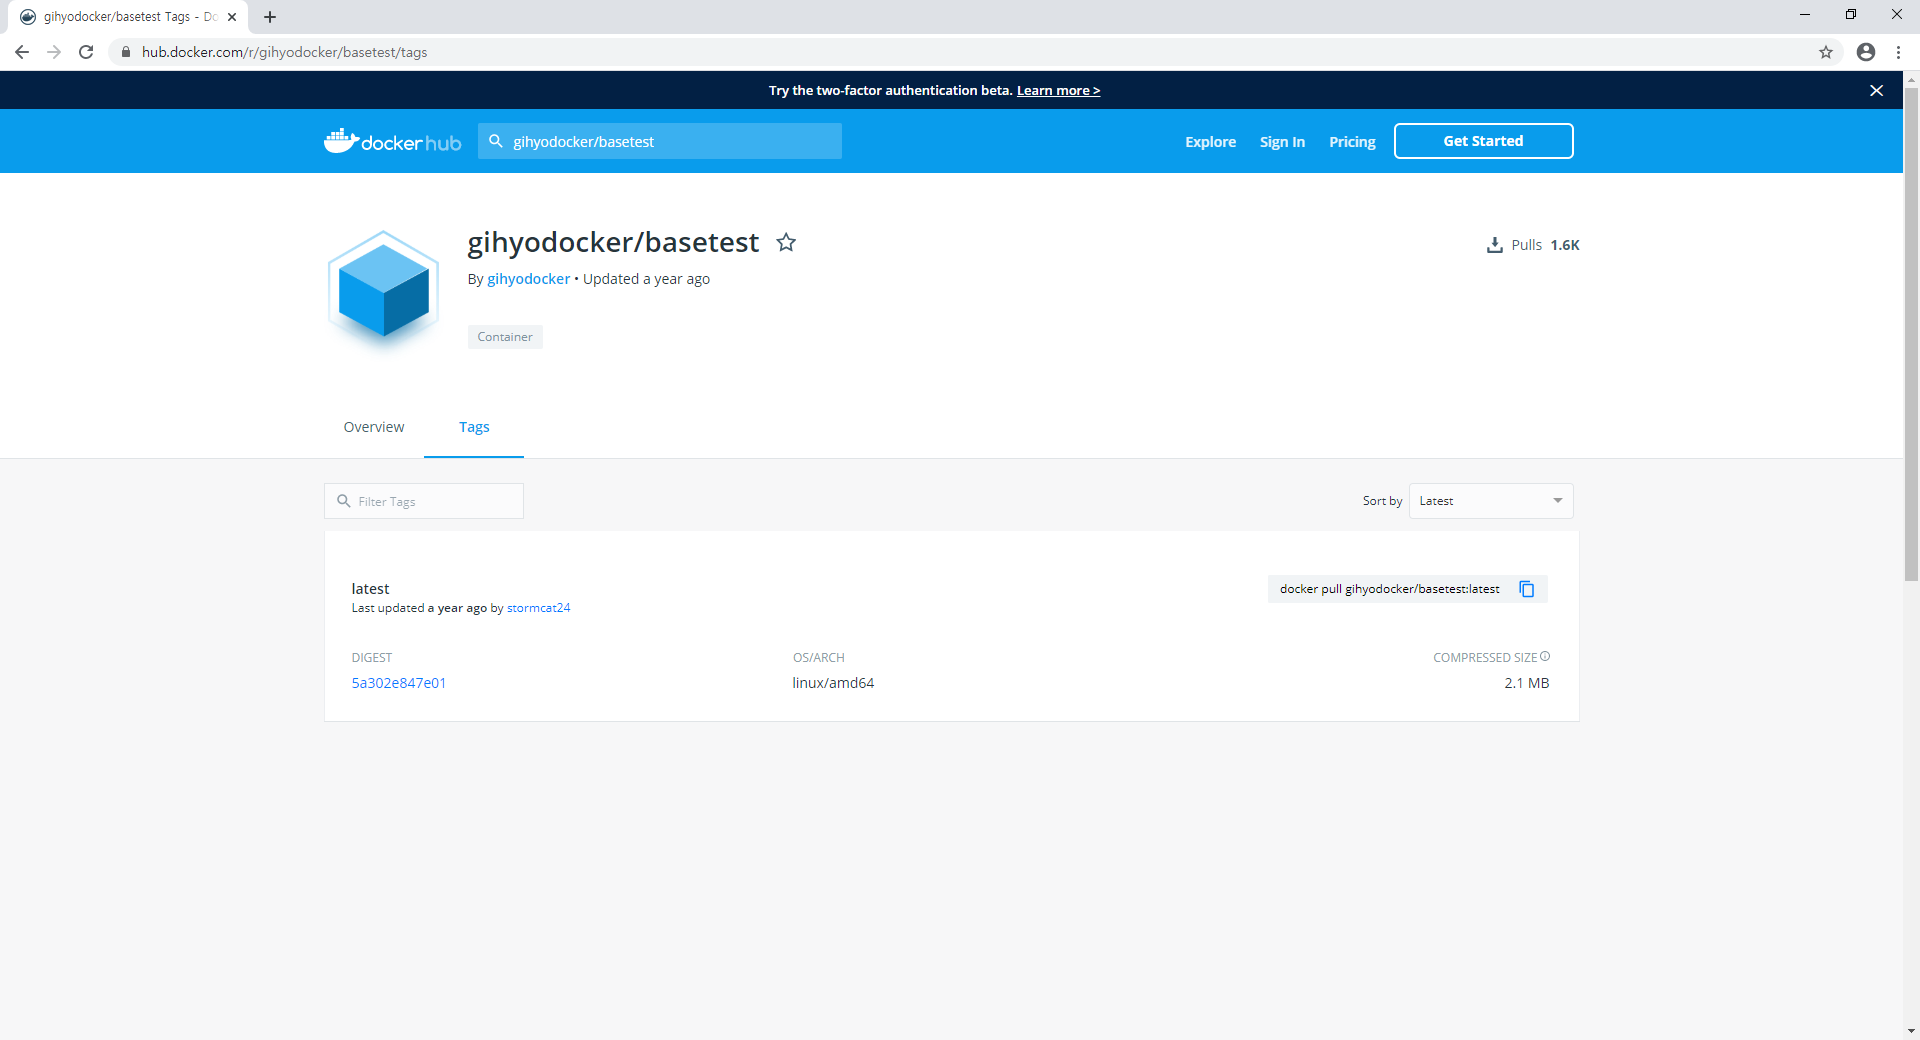 gihyodocker/basetest Tags - Do
hub.docker.com/r/gihyodocker/basetest/tags
Try the two-factor authentication beta. Learn more >
docker hub
gihyodocker/basetest
Explore Sign In Pricing Get Started
gihyodocker/basetest
Pulls 1.6K
By gihyodocker • Updated a year ago
Container
Overview Tags
Filter Tags
Sort by Latest
latest
docker pull gihyodocker/basetest:latest
Last updated a year ago by stormcat24
DIGEST OS/ARCH COMPRESSED SIZE
5a302e847e01 linux/amd64 2.1 MB